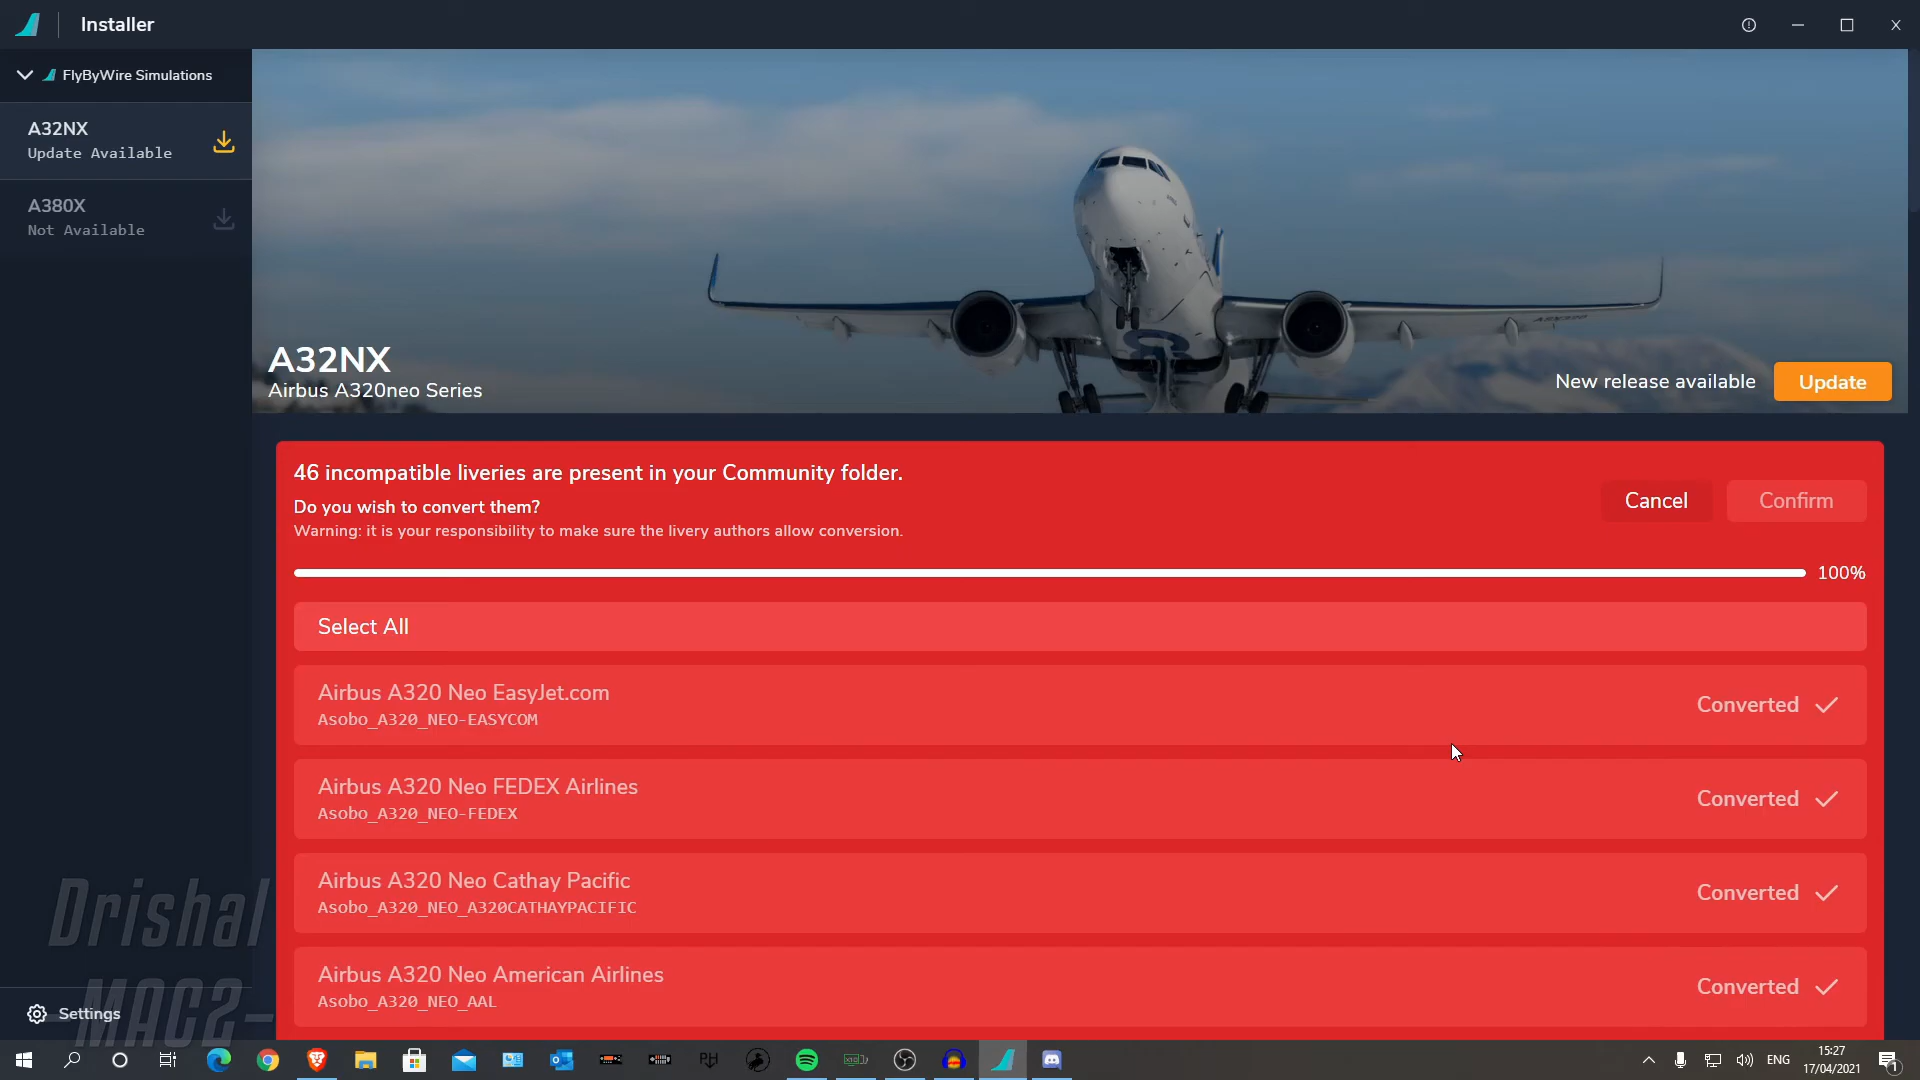 Installer
FlyByWire Simulations
A32NX
Update Available
A380X
Not Available
A32NX
Airbus A320neo Series
New release available
Update
46 incompatible liveries are present in your Community folder.
Do you wish to convert them?
Warning: it is your responsibility to make sure the livery authors allow conversion.
Cancel
Confirm
100%
Select All
Airbus A320 Neo EasyJet.com
Asobo_A320_NEO-EASYCOM
Converted
Airbus A320 Neo FEDEX Airlines
Asobo_A320_NEO-FEDEX
Converted
Airbus A320 Neo Cathay Pacific
Asobo_A320_NEO_A320CATHAYPACIFIC
Converted
Airbus A320 Neo American Airlines
Asobo_A320_NEO_AAL
Converted
Drishal
-MAC2-
Settings
ENG
15:27
17/04/2021
1